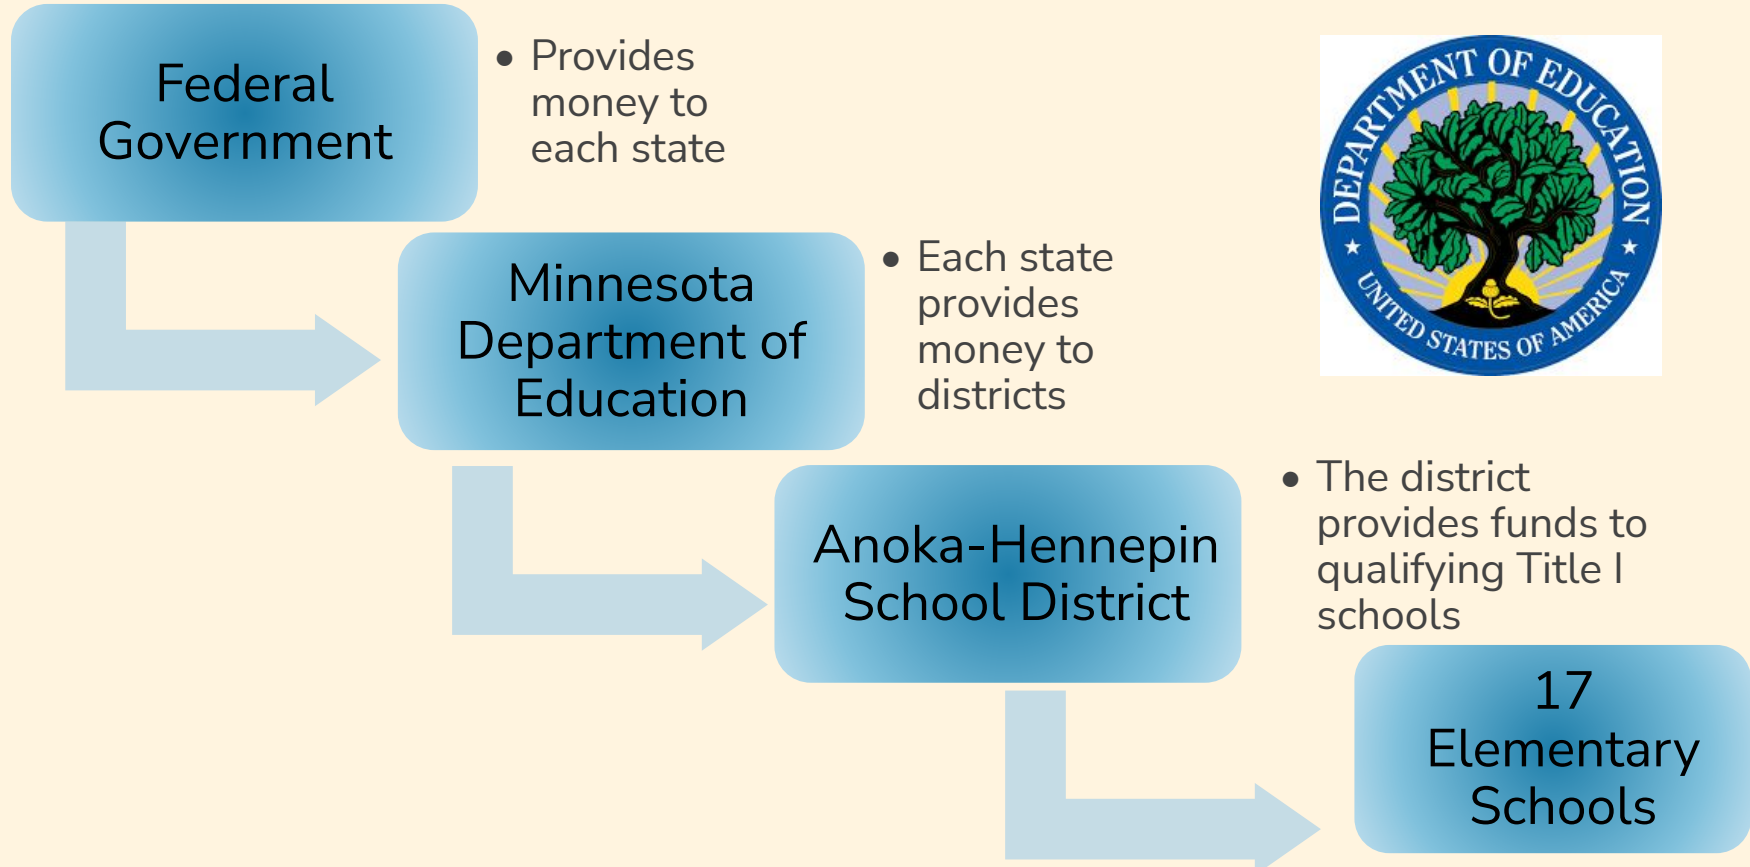 Federal
Government
• Provides
money to
each state
DEPARTMENT OF EDUCATION
UNITED STATES OF AMERICA
Minnesota
Department of
Education
• Each state
provides
money to
districts
Anoka-Hennepin
School District
• The district
provides funds to
qualifying Title I
schools
17
Elementary
Schools